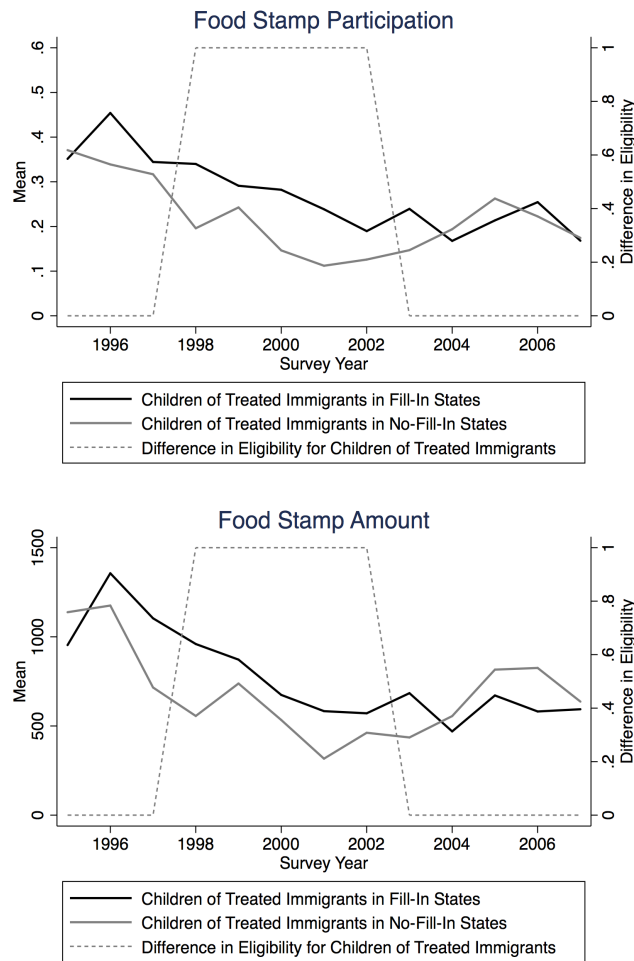 Food Stamp Participation
.6
.5
.4
.3
.2
.1
0
Mean
1
.8
.6
.4
.2
0
Difference in Eligibility
1996 1998 2000 2002 2004 2006
Survey Year
Children of Treated Immigrants in Fill-In States
Children of Treated Immigrants in No-Fill-In States
Difference in Eligibility for Children of Treated Immigrants
Food Stamp Amount
1500
1000
500
0
Mean
1
.8
.6
.4
.2
0
Difference in Eligibility
1996 1998 2000 2002 2004 2006
Survey Year
Children of Treated Immigrants in Fill-In States
Children of Treated Immigrants in No-Fill-In States
Difference in Eligibility for Children of Treated Immigrants